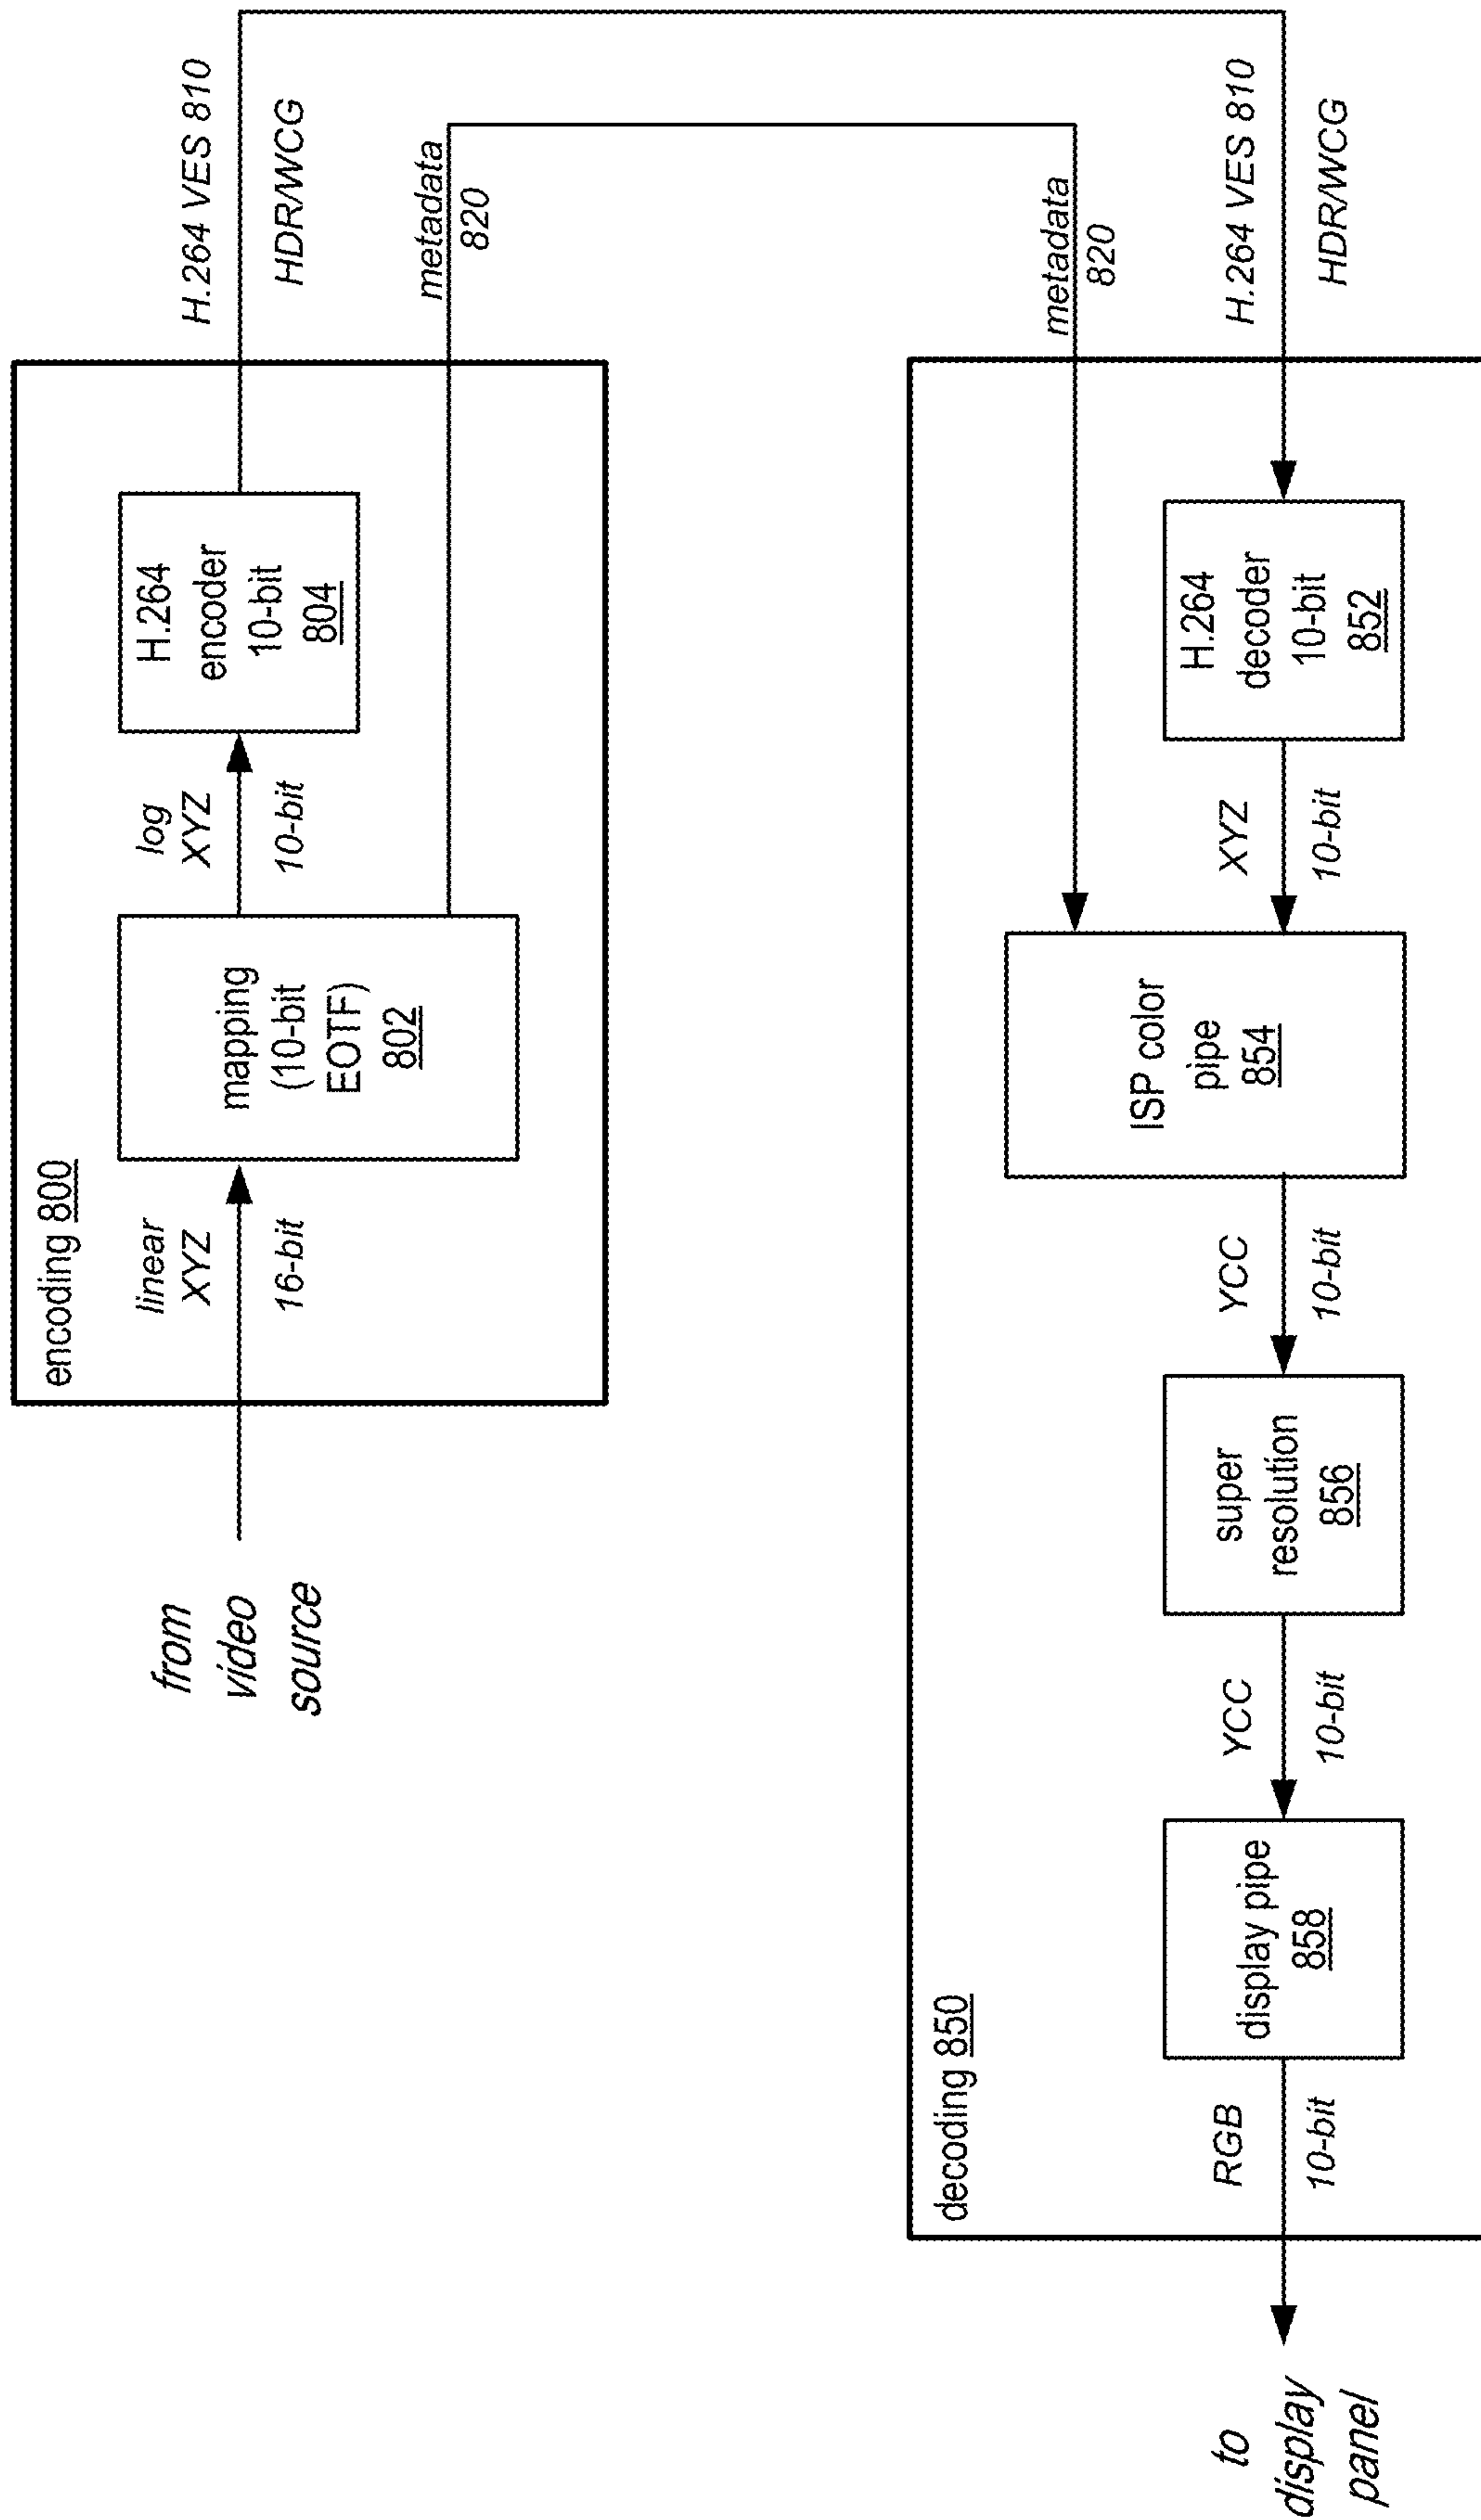 encoding 800
from
video
source
linear
XYZ
16-bit
mapping
(10-bit
EOTF)
802
log
XYZ
10-bit
H.264
encoder
10-bit
804
H.264 VES 810
HDR/WCG
metadata
820
decoding 850
metadata
820
H.264 VES 810
HDR/WCG
H.264
decoder
10-bit
852
XYZ
10-bit
ISP color
pipe
854
YCC
10-bit
super
resolution
856
YCC
10-bit
display pipe
858
RGB
10-bit
to
display
panel